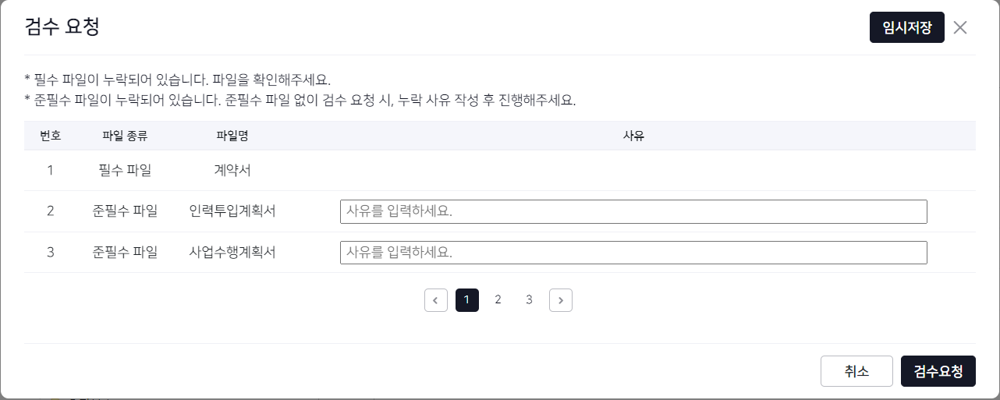 검수 요청
임시저장
* 필수 파일이 누락되어 있습니다. 파일을 확인해주세요.
* 준필수 파일이 누락되어 있습니다. 준필수 파일 없이 검수 요청 시, 누락 사유 작성 후 진행해주세요.
번호 파일 종류 파일명 사유
1 필수 파일 계약서
2 준필수 파일 인력투입계획서 사유를 입력하세요.
3 준필수 파일 사업수행계획서 사유를 입력하세요.
1 2 3
취소 검수요청